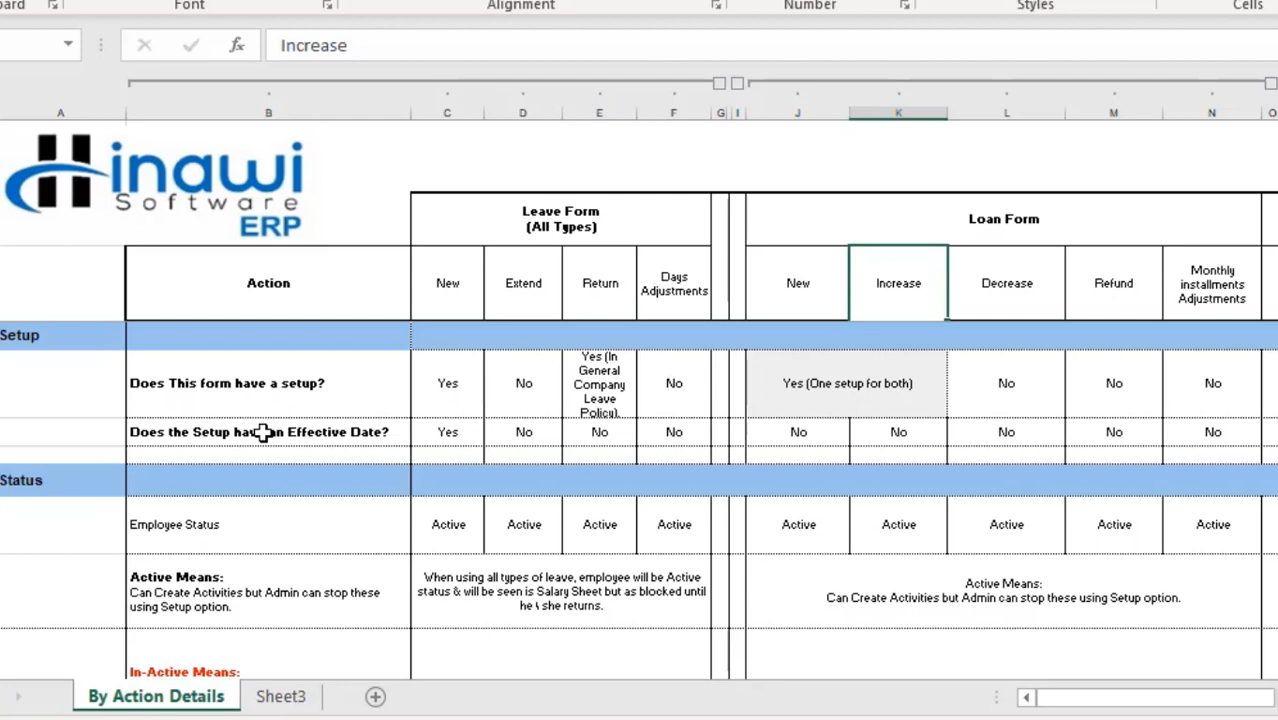 Font
Alignment
Number
Styles
Cells
fx
Increase
A B C D E F G I J K L M N O
Hinawi
Software
ERP
Leave Form
(All Types)
Loan Form
Action
New
Extend
Return
Days
Adjustments
New
Increase
Decrease
Refund
Monthly
installments
Adjustments
Setup
Does This form have a setup?
Yes
No
Yes (In
General
Company
Leave
Policy).
No
Yes (One setup for both)
No
No
No
Does the Setup have an Effective Date?
Yes
No
No
No
No
No
No
No
No
Status
Employee Status
Active
Active
Active
Active
Active
Active
Active
Active
Active
Active Means:
Can Create Activities but Admin can stop these
using Setup option.
When using all types of leave, employee will be Active
status & will be seen is Salary Sheet but as blocked until
he \ she returns.
Active Means:
Can Create Activities but Admin can stop these using Setup option.
In-Active Means:
By Action Details
Sheet3